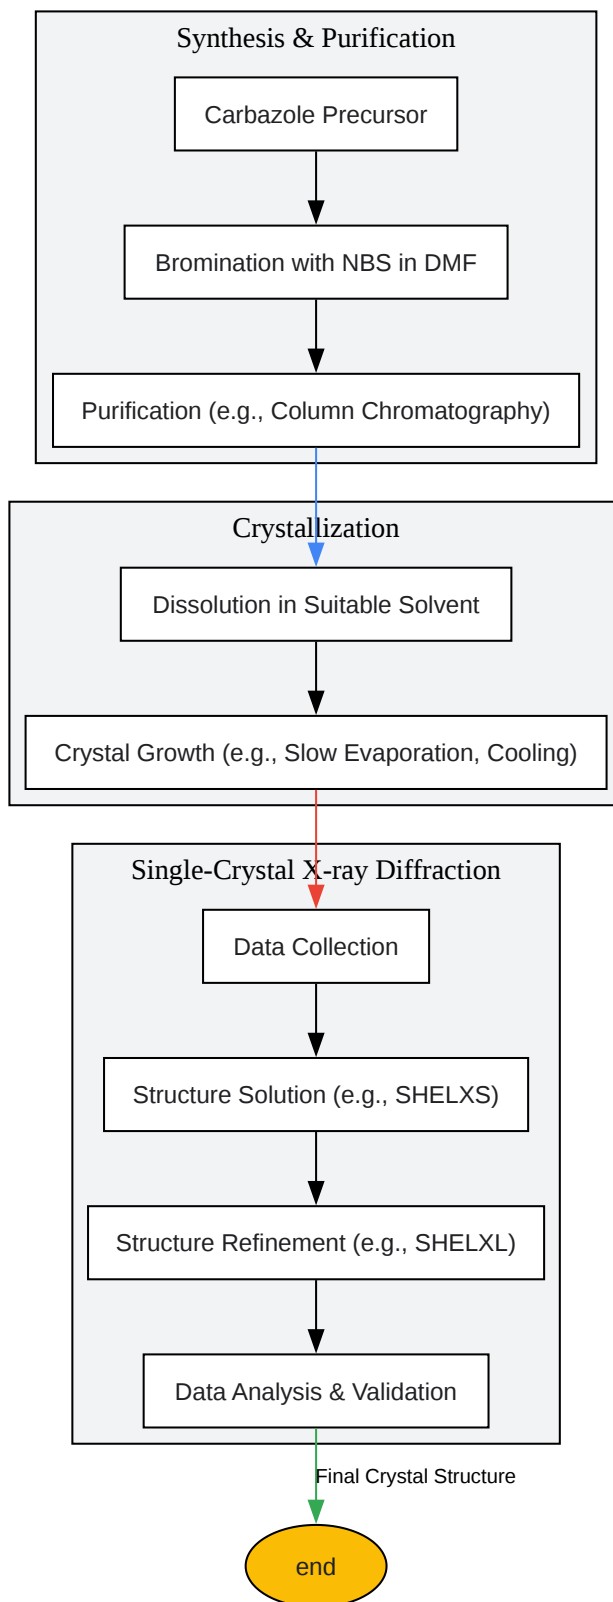 Synthesis & Purification
Carbazole Precursor
Bromination with NBS in DMF
Purification (e.g., Column Chromatography)
Crystallization
Dissolution in Suitable Solvent
Crystal Growth (e.g., Slow Evaporation, Cooling)
Single-Crystal X-ray Diffraction
Data Collection
Structure Solution (e.g., SHELXS)
Structure Refinement (e.g., SHELXL)
Data Analysis & Validation
Final Crystal Structure
end